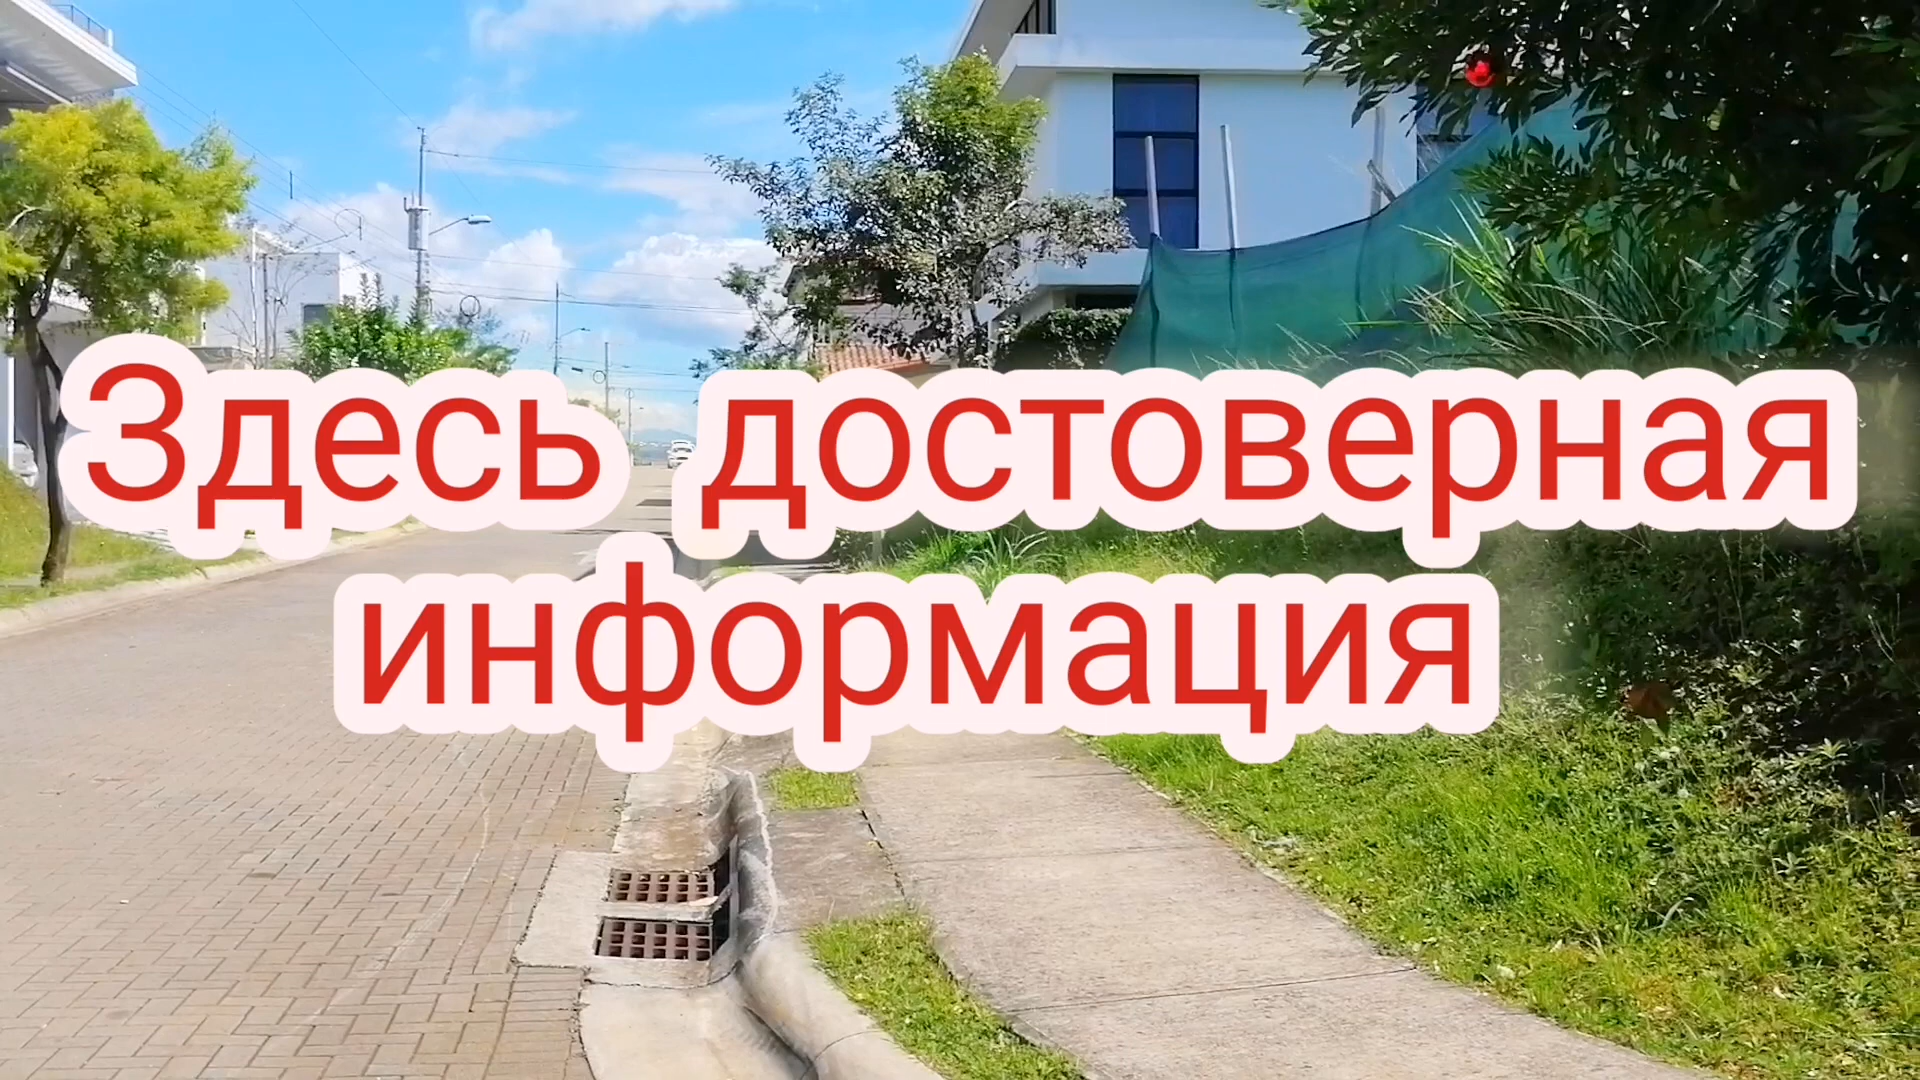 Здесь достоверная
информация